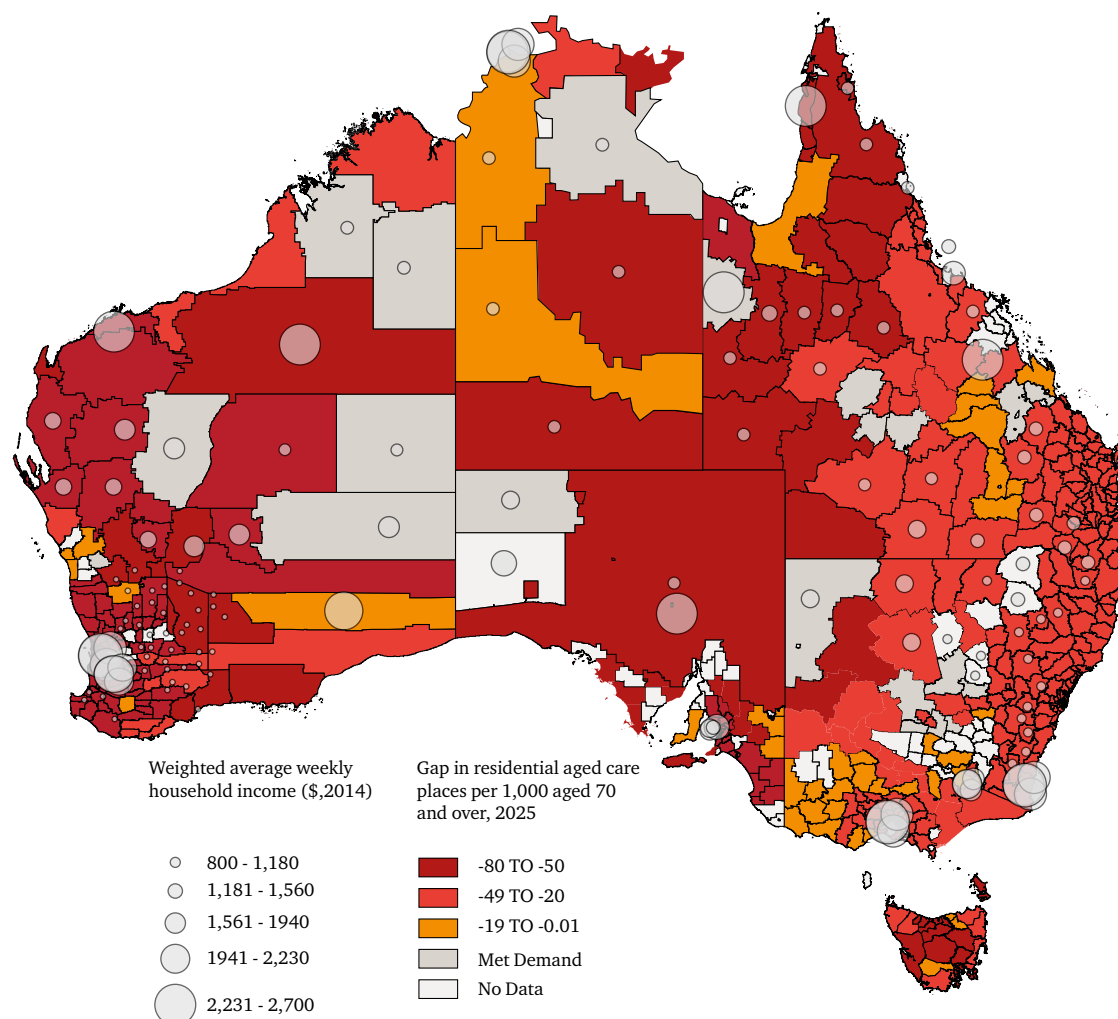 Weighted average weekly
household income ($,2014)
800 - 1,180
1,181 - 1,560
1,561 - 1940
1941 - 2,230
2,231 - 2,700
Gap in residential aged care
places per 1,000 aged 70
and over, 2025
-80 TO -50
-49 TO -20
-19 TO -0.01
Met Demand
No Data